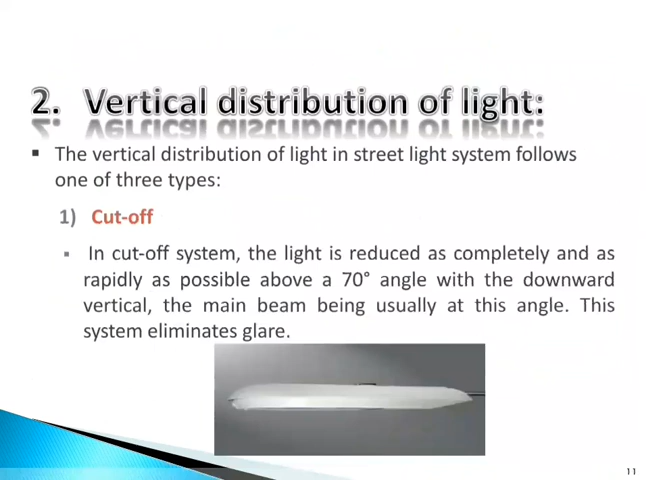 2. Vertical distribution of light:
▪ The vertical distribution of light in street light system follows
one of three types:
1) Cut-off
▪ In cut-off system, the light is reduced as completely and as
rapidly as possible above a 70° angle with the downward
vertical, the main beam being usually at this angle. This
system eliminates glare.
11